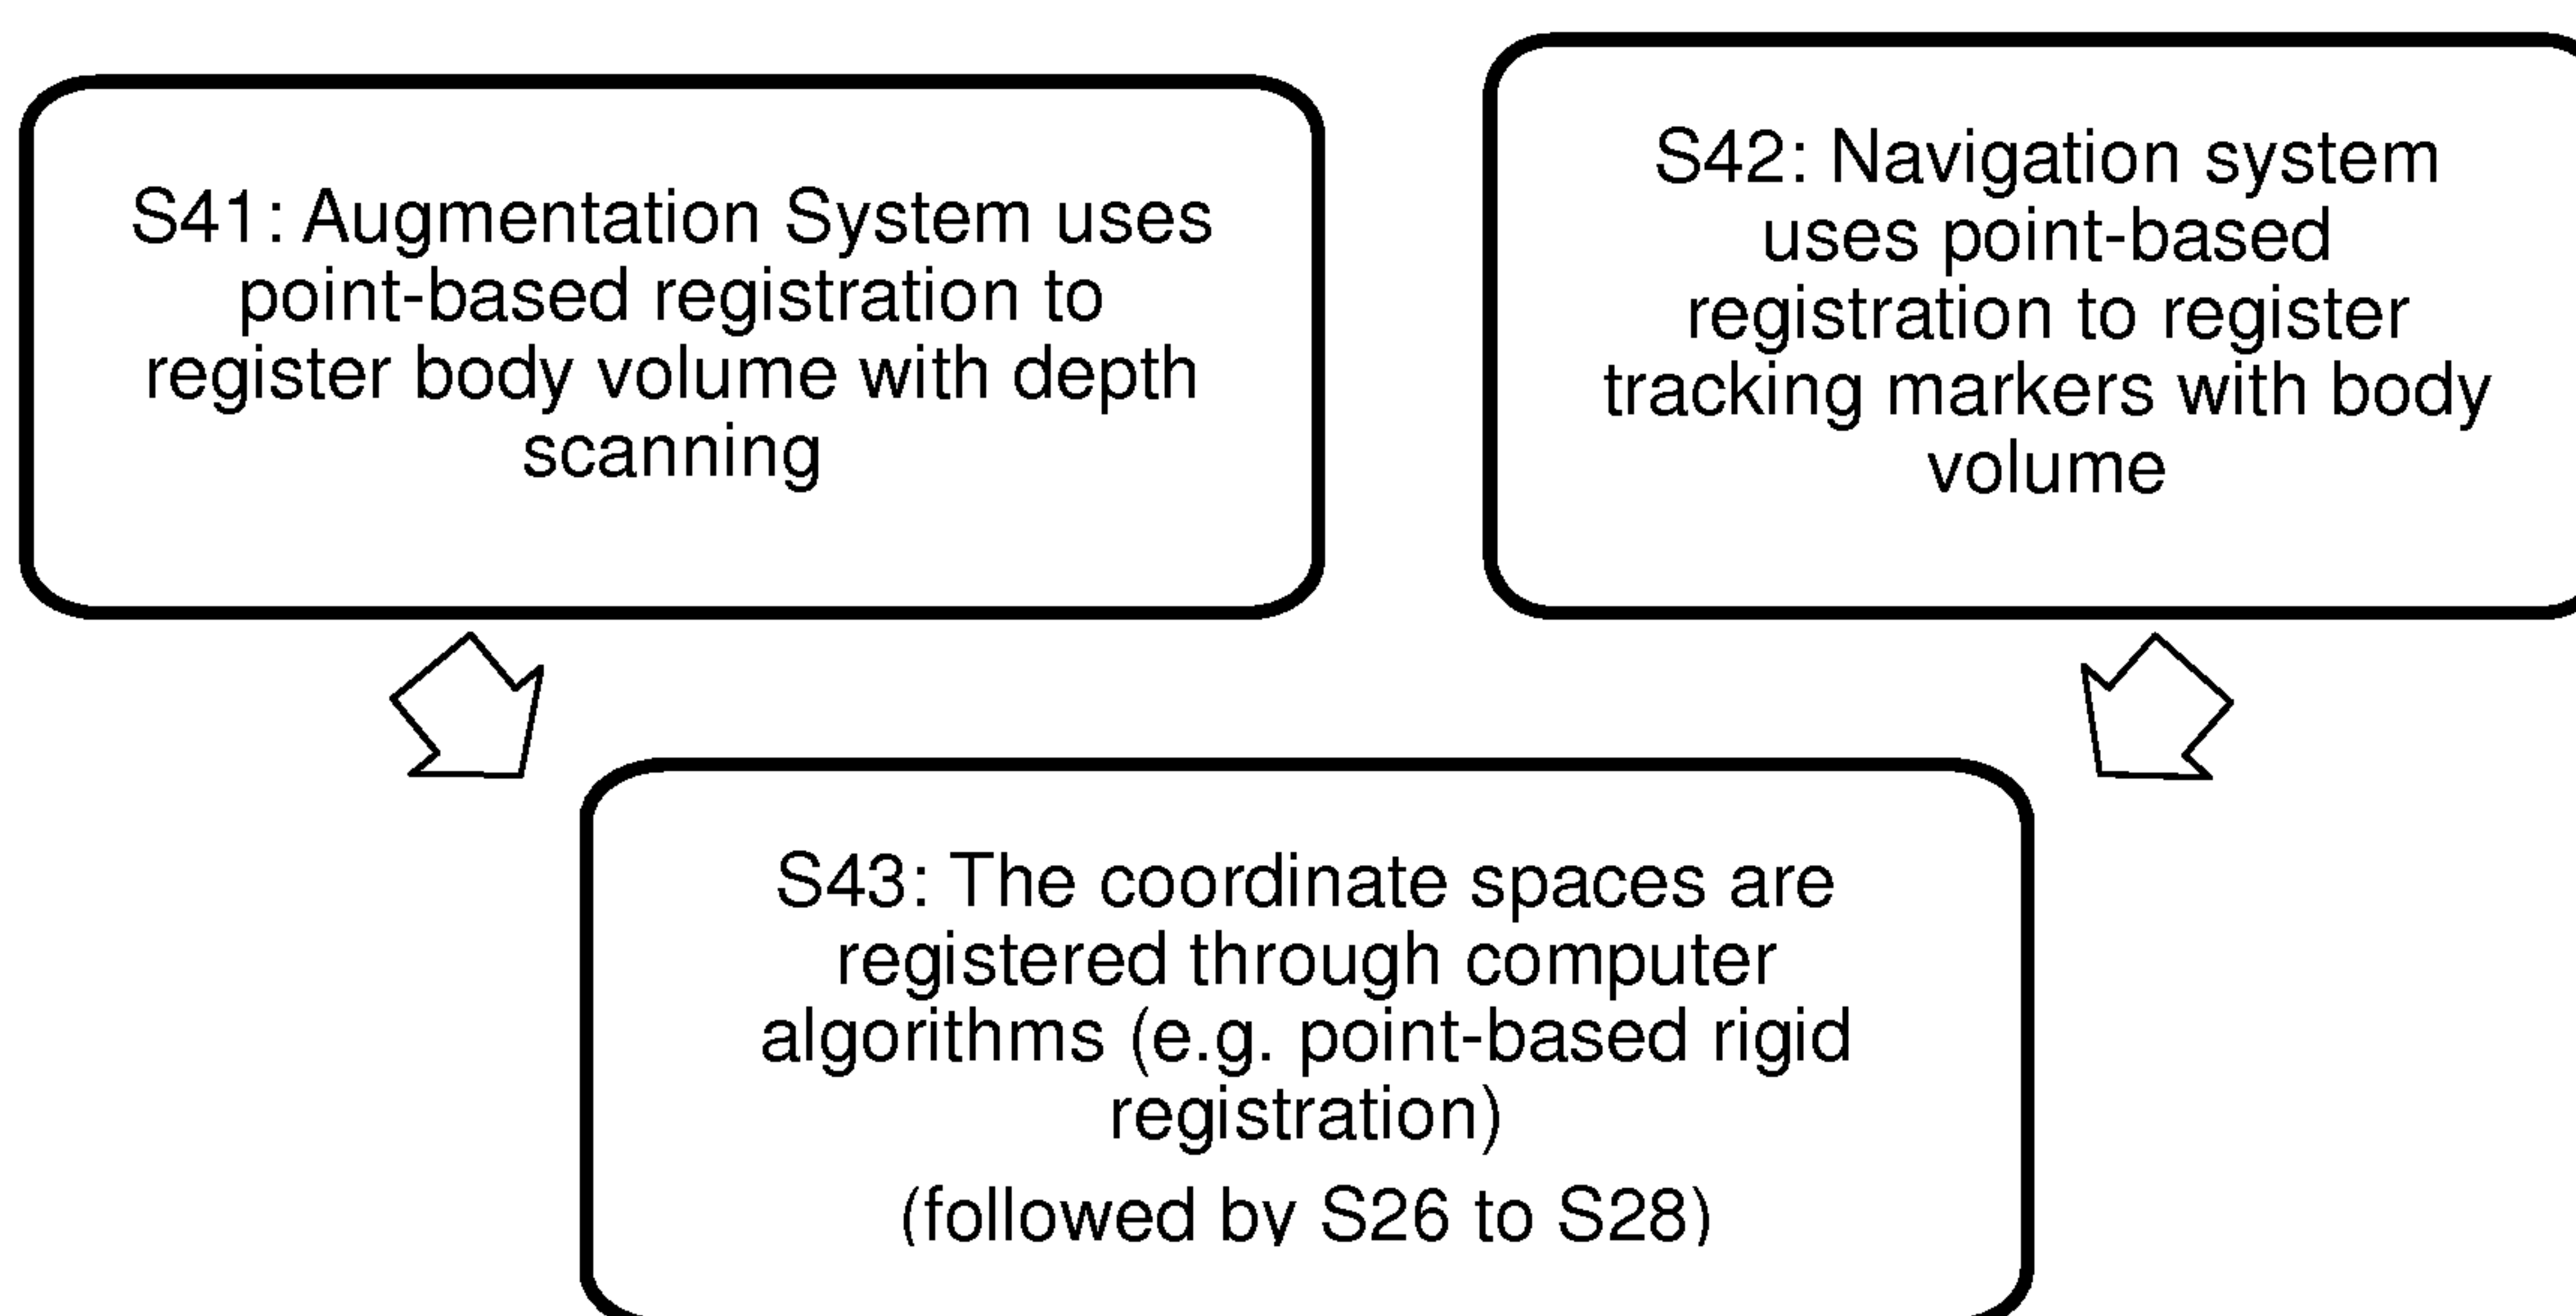 S41: Augmentation System uses
point-based registration to
register body volume with depth
scanning
S42: Navigation system
uses point-based
registration to register
tracking markers with body
volume
S43: The coordinate spaces are
registered through computer
algorithms (e.g. point-based rigid
registration)
(followed by S26 to S28)